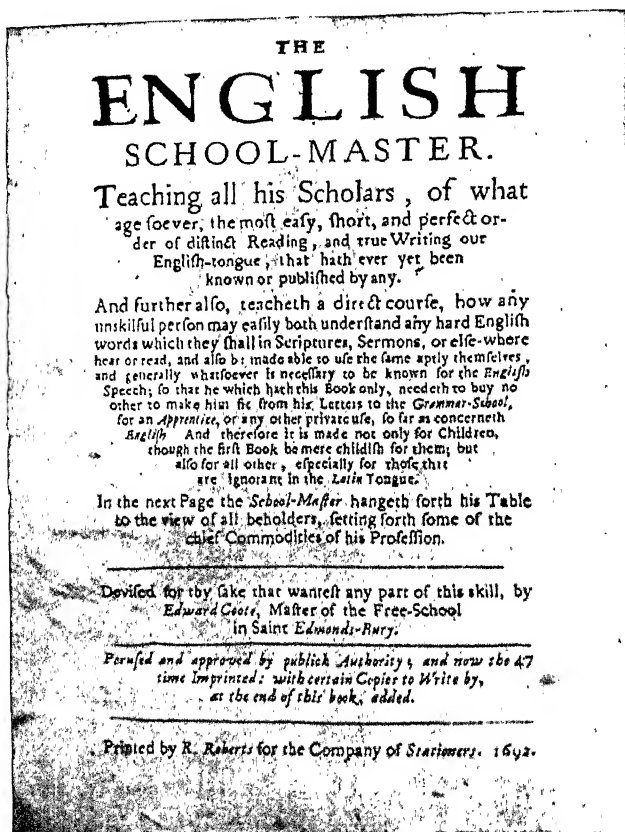 THE
ENGLISH
SCHOOL-MASTER.
Teaching all his Scholars, of what
age ſoever, the moſt eaſy, ſhort, and perfect or-
der of diſtinct Reading, and true Writing our
Engliſh-tongue, that hath ever yet been
known or publiſhed by any.
And further alſo, teacheth a direct courſe, how any
unskilful perſon may eaſily both underſtand any hard Engliſh
words which they ſhall in Scriptures, Sermons, or elſe-where
hear or read, and alſo be made able to uſe the ſame aptly themſelves,
and generally whatſoever is neceſſary to be known for the Engliſh
Speech; ſo that he which hath this Book only, needeth to buy no
other to make him fit from his Letters to the Grammar-School,
for an Apprentice, or any other private uſe, ſo far as concerneth
Engliſh And therefore it is made not only for Children,
though the firſt Book be mere childiſh for them; but
alſo for all other, eſpecially for thoſe that
are ignorant in the Latin Tongue.
In the next Page the School-Maſter hangeth forth his Table
to the view of all beholders, ſetting forth ſome of the
chief Commodities of his Profeſſion.
Deviſed for thy ſake that wanteſt any part of this skill, by
Edward Coote, Maſter of the Free-School
in Saint Edmonds-Bury.
Peruſed and approved by publick Authority; and now the 47
time Imprinted: with certain Copies to Write by,
at the end of this book, added.
Printed by R. Roberts for the Company of Stationers. 1692.